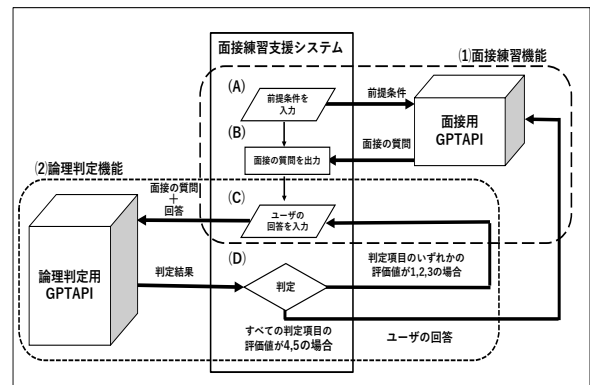 面接練習支援システム
(1)面接練習機能
(A)
前提条件を
入力
前提条件
面接用
GPTAPI
(B)
面接の質問を出力
面接の質問
(2)論理判定機能
面接の質問
＋
回答
(C)
ユーザの
回答を入力
論理判定用
GPTAPI
判定結果
(D)
判定
判定項目のいずれかの
評価値が1,2,3の場合
すべての判定項目の
評価値が4,5の場合
ユーザの回答